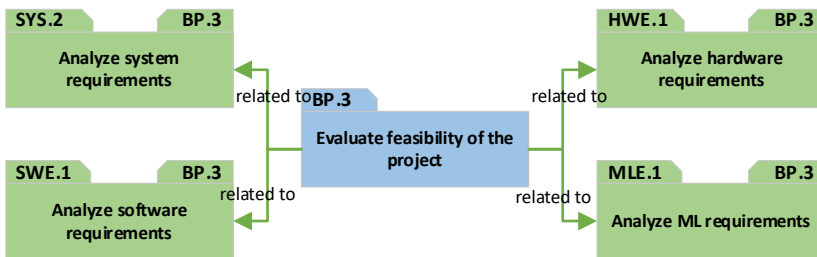 SYS.2 BP.3
Analyze system
requirements
HWE.1 BP.3
Analyze hardware
requirements
related to
related to
BP.3
Evaluate feasibility of the
project
SWE.1 BP.3
Analyze software
requirements
related to
related to
MLE.1 BP.3
Analyze ML requirements